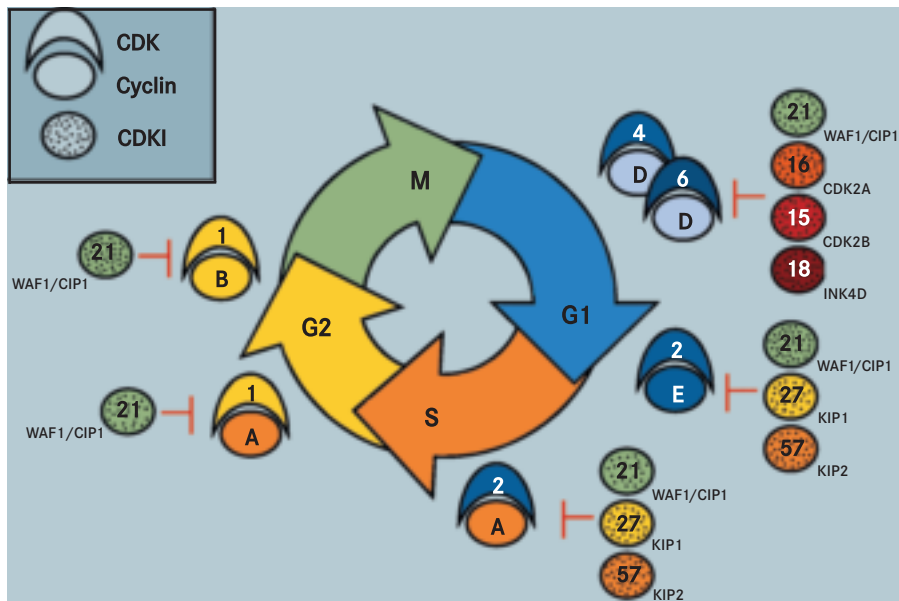 CDK
Cyclin
CDKI
M
G1
S
G2
4
D
6
D
21
WAF1/CIP1
16
CDK2A
15
CDK2B
18
INK4D
2
E
21
WAF1/CIP1
27
KIP1
57
KIP2
2
A
21
WAF1/CIP1
27
KIP1
57
KIP2
1
A
21
WAF1/CIP1
1
B
21
WAF1/CIP1